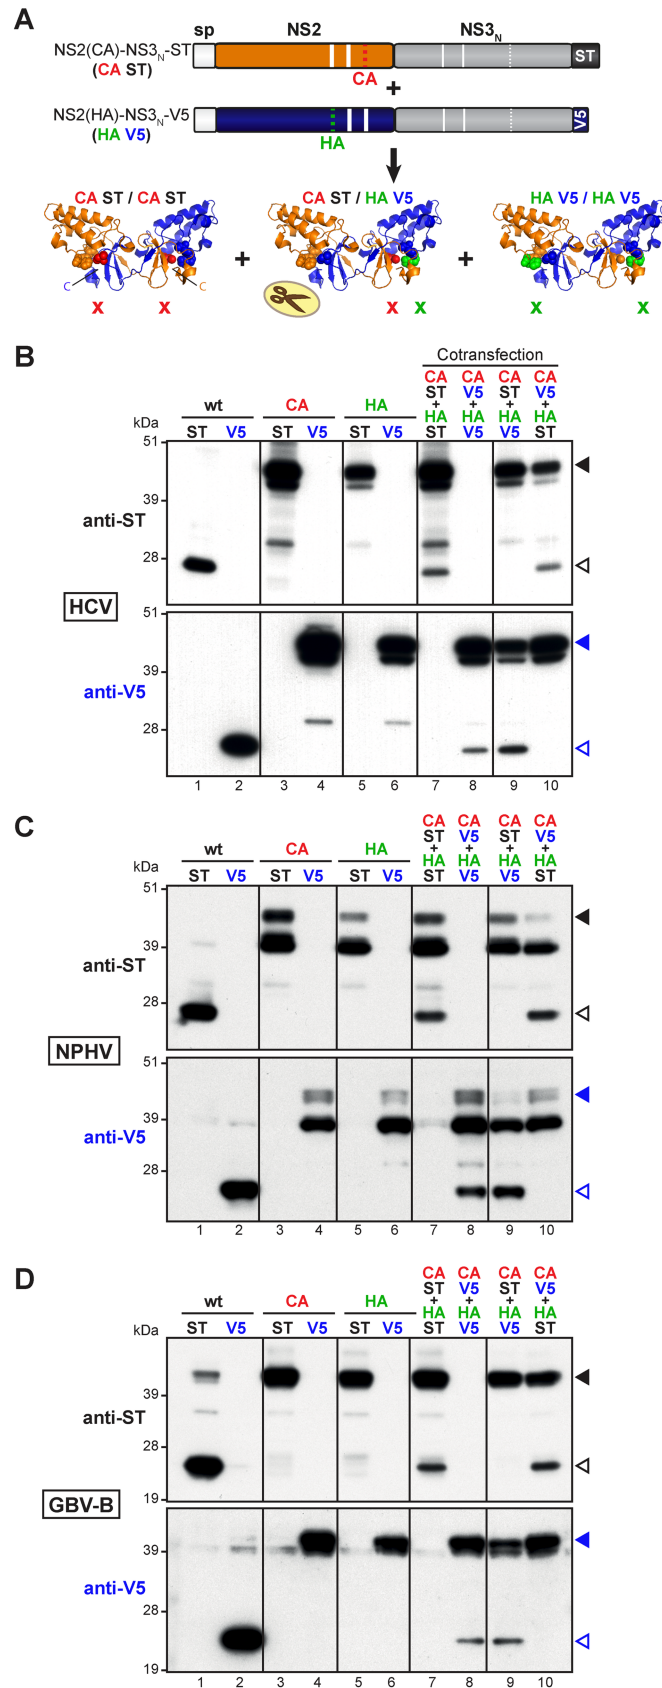 A
sp NS2 NS3N
NS2(CA)-NS3N-ST
(CA ST)
ST
CA
+
NS2(HA)-NS3N-V5
(HA V5)
V5
HA
CA ST / CA ST
CA ST / HA V5
HA V5 / HA V5
+ +
C C
x x x x x x
B
Cotransfection
CA CA CA CA
ST V5 ST V5
+ + + +
wt CA HA HA HA HA HA
kDa
ST V5 ST V5 ST V5 ST V5 V5 ST
51
39
anti-ST
28
HCV
51
39
anti-V5
28
1 2 3 4 5 6 7 8 9 10
C
CA CA CA CA
ST V5 ST V5
+ + + +
wt CA HA HA HA HA HA
kDa
ST V5 ST V5 ST V5 ST V5 V5 ST
51
39
anti-ST
28
NPHV
51
39
anti-V5
28
1 2 3 4 5 6 7 8 9 10
D
CA CA CA CA
ST V5 ST V5
+ + + +
wt CA HA HA HA HA HA
kDa
ST V5 ST V5 ST V5 ST V5 V5 ST
39
anti-ST
28
GBV-B
19
39
anti-V5
28
19
1 2 3 4 5 6 7 8 9 10